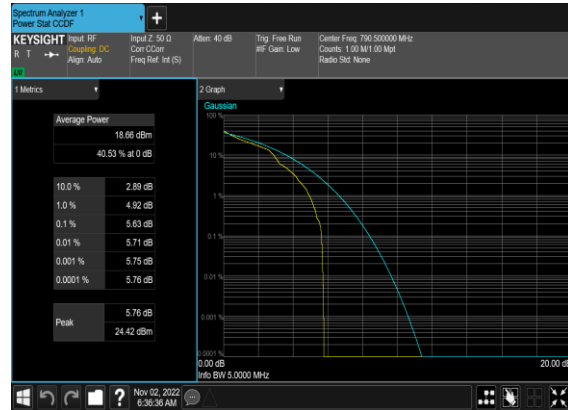 Spectrum Analyzer 1
Power Stat CCDF
KEYSIGHT
R T
LXI
Input: RF
Coupling: DC
Align: Auto
Input Z: 50 Ω
Corr CCorr
Freq Ref: Int (S)
Atten: 40 dB
Trig: Free Run
#IF Gain: Low
Center Freq: 790.500000 MHz
Counts: 1.00 M/1.00 Mpt
Radio Std: None
1 Metrics
Average Power
18.66 dBm
40.53 % at 0 dB
10.0 % 2.89 dB
1.0 % 4.92 dB
0.1 % 5.63 dB
0.01 % 5.71 dB
0.001 % 5.75 dB
0.0001 % 5.76 dB
Peak
5.76 dB
24.42 dBm
2 Graph
Gaussian
100 %
10 %
1 %
0.1 %
0.01 %
0.001 %
0.0001 %
0.00 dB 20.00 dB
Info BW 5.0000 MHz
?
Nov 02, 2022
6:36:36 AM